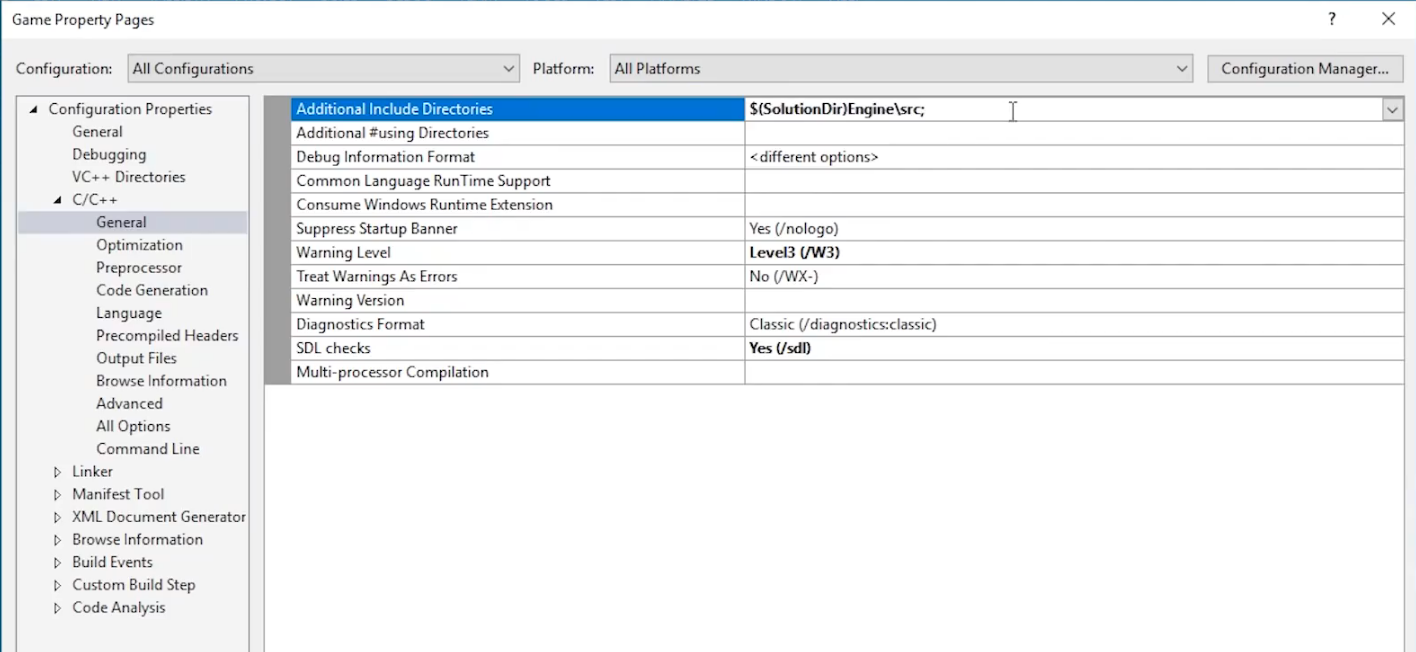 Game Property Pages
?
Configuration: All Configurations Platform: All Platforms Configuration Manager...
Configuration Properties
General
Debugging
VC++ Directories
C/C++
General
Optimization
Preprocessor
Code Generation
Language
Precompiled Headers
Output Files
Browse Information
Advanced
All Options
Command Line
Linker
Manifest Tool
XML Document Generator
Browse Information
Build Events
Custom Build Step
Code Analysis
Additional Include Directories $(SolutionDir)Engine\src;
Additional #using Directories
Debug Information Format <different options>
Common Language RunTime Support
Consume Windows Runtime Extension
Suppress Startup Banner Yes (/nologo)
Warning Level Level3 (/W3)
Treat Warnings As Errors No (/WX-)
Warning Version
Diagnostics Format Classic (/diagnostics:classic)
SDL checks Yes (/sdl)
Multi-processor Compilation